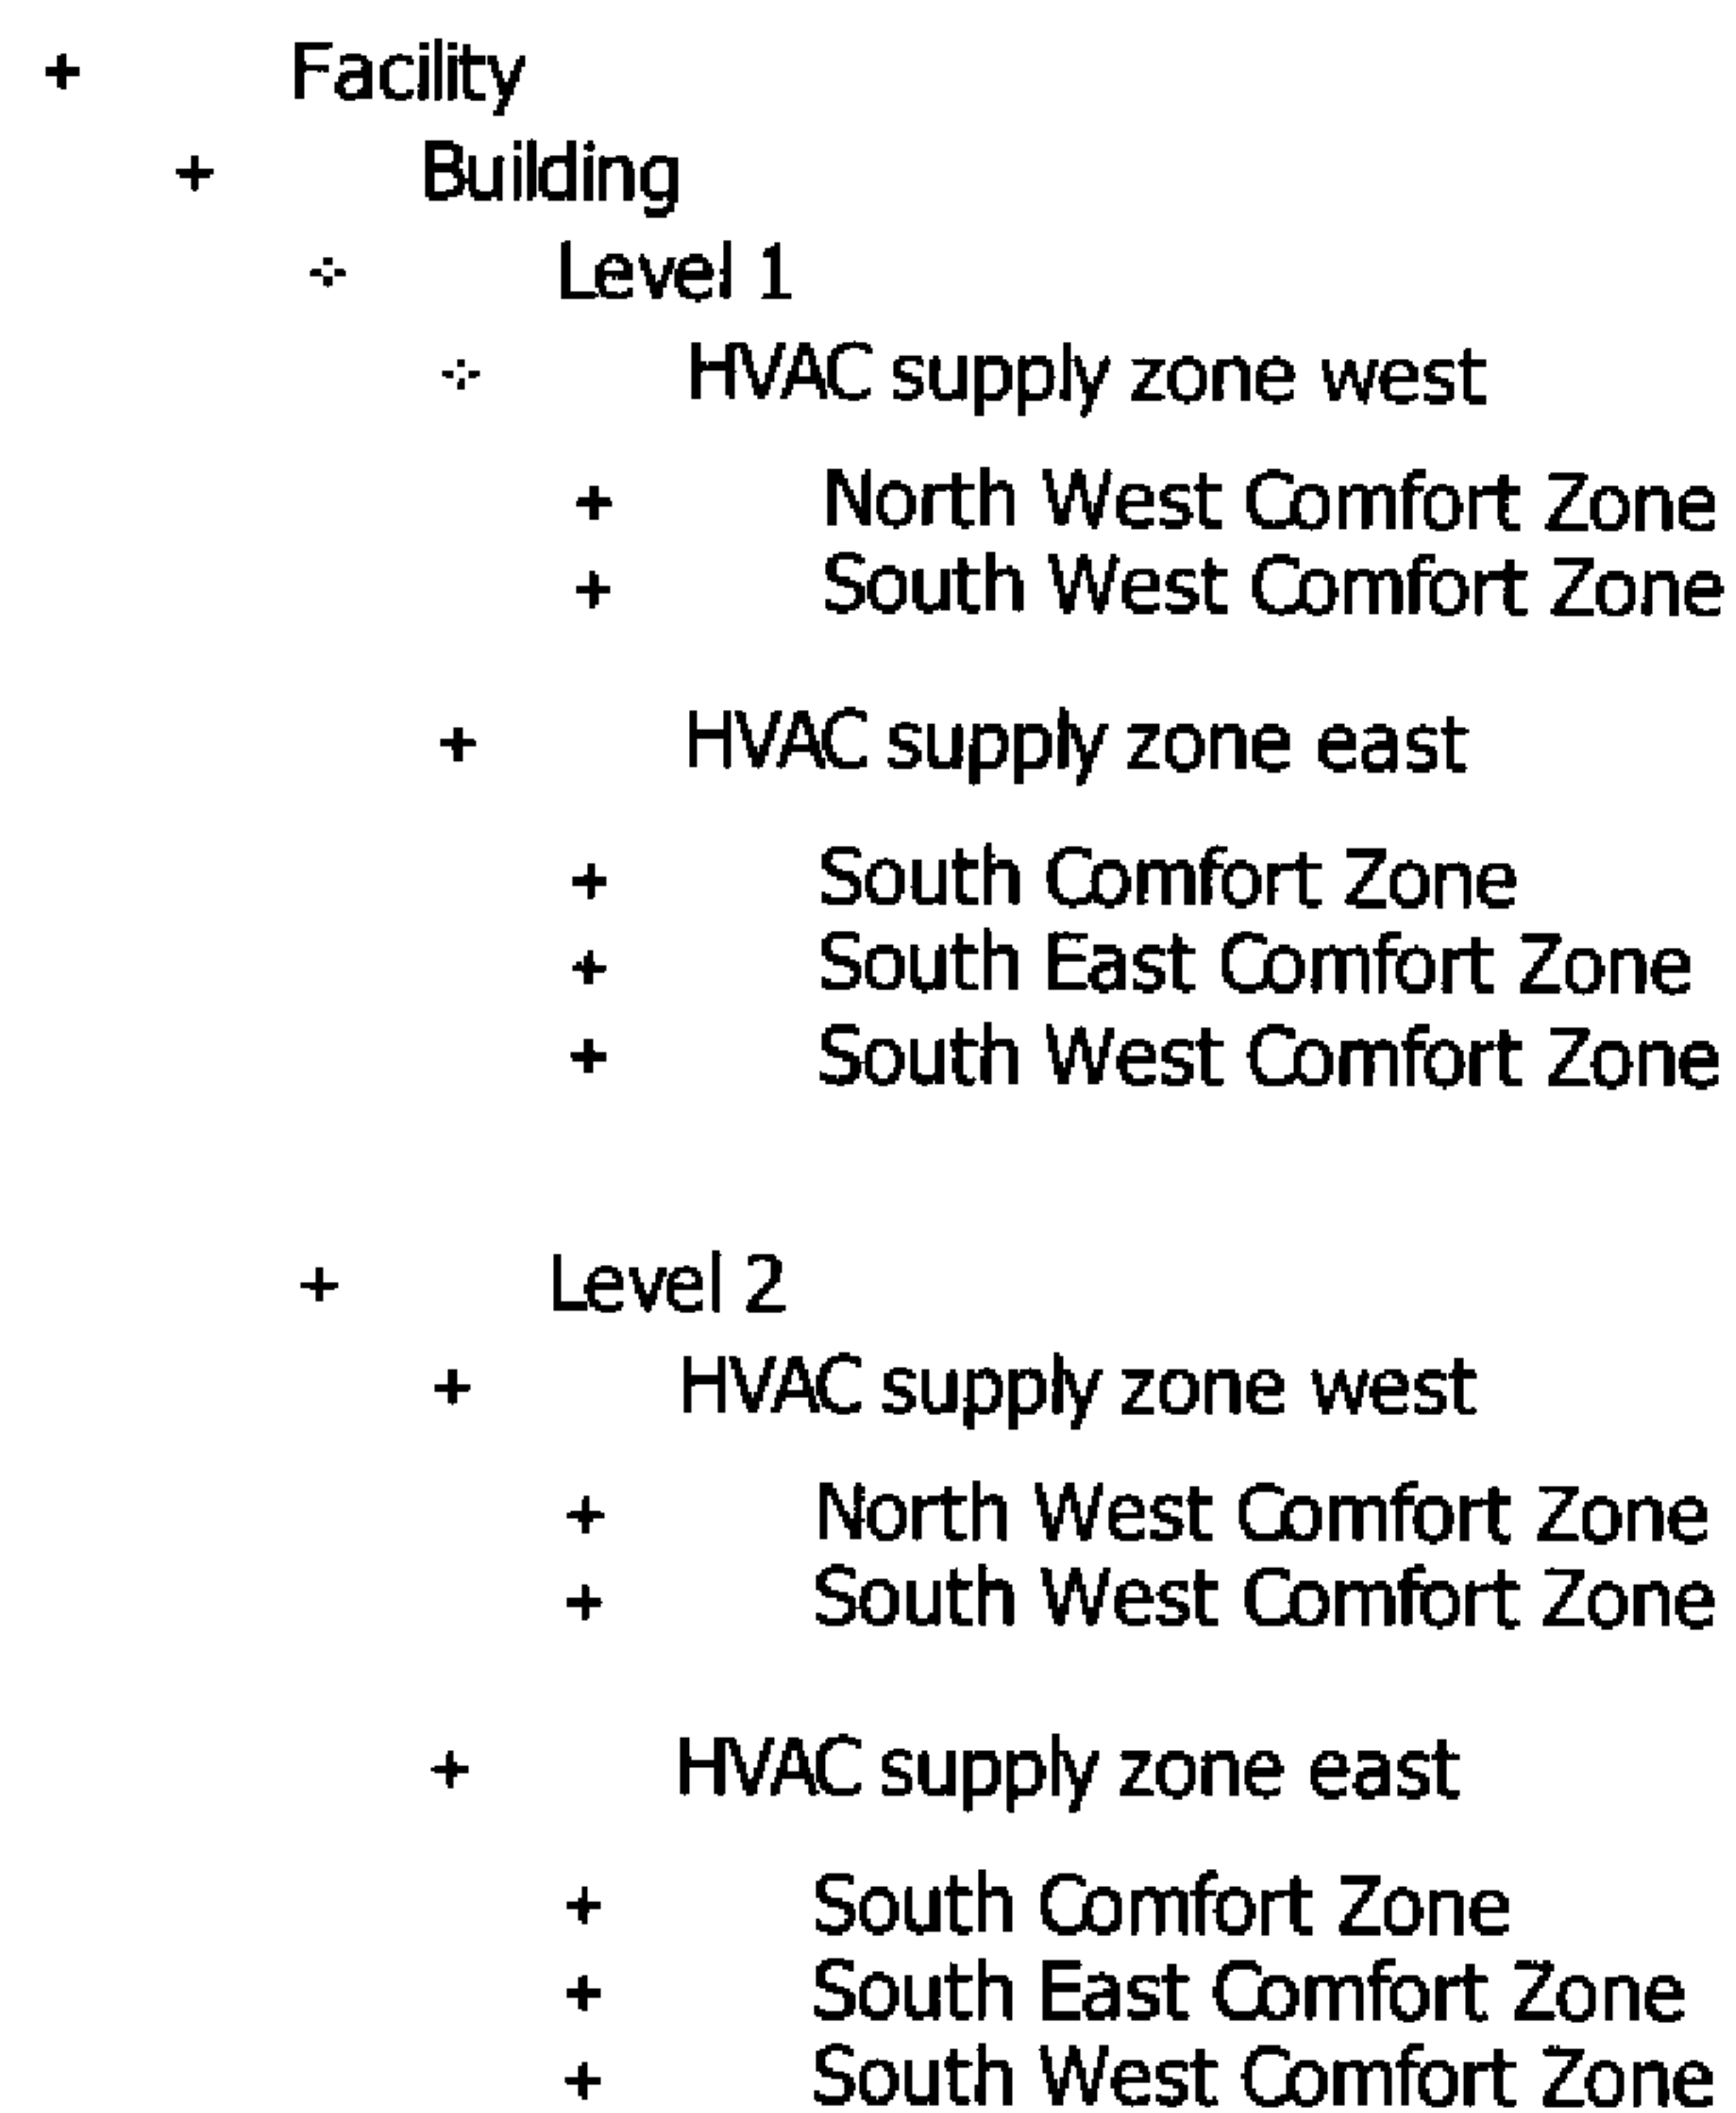 + Facility
+ Building
+ Level 1
+ HVAC supply zone west
+ North West Comfort Zone
+ South West Comfort Zone
+ HVAC supply zone east
+ South Comfort Zone
+ South East Comfort Zone
+ South West Comfort Zone
+ Level 2
+ HVAC supply zone west
+ North West Comfort Zone
+ South West Comfort Zone
+ HVAC supply zone east
+ South Comfort Zone
+ South East Comfort Zone
+ South West Comfort Zone